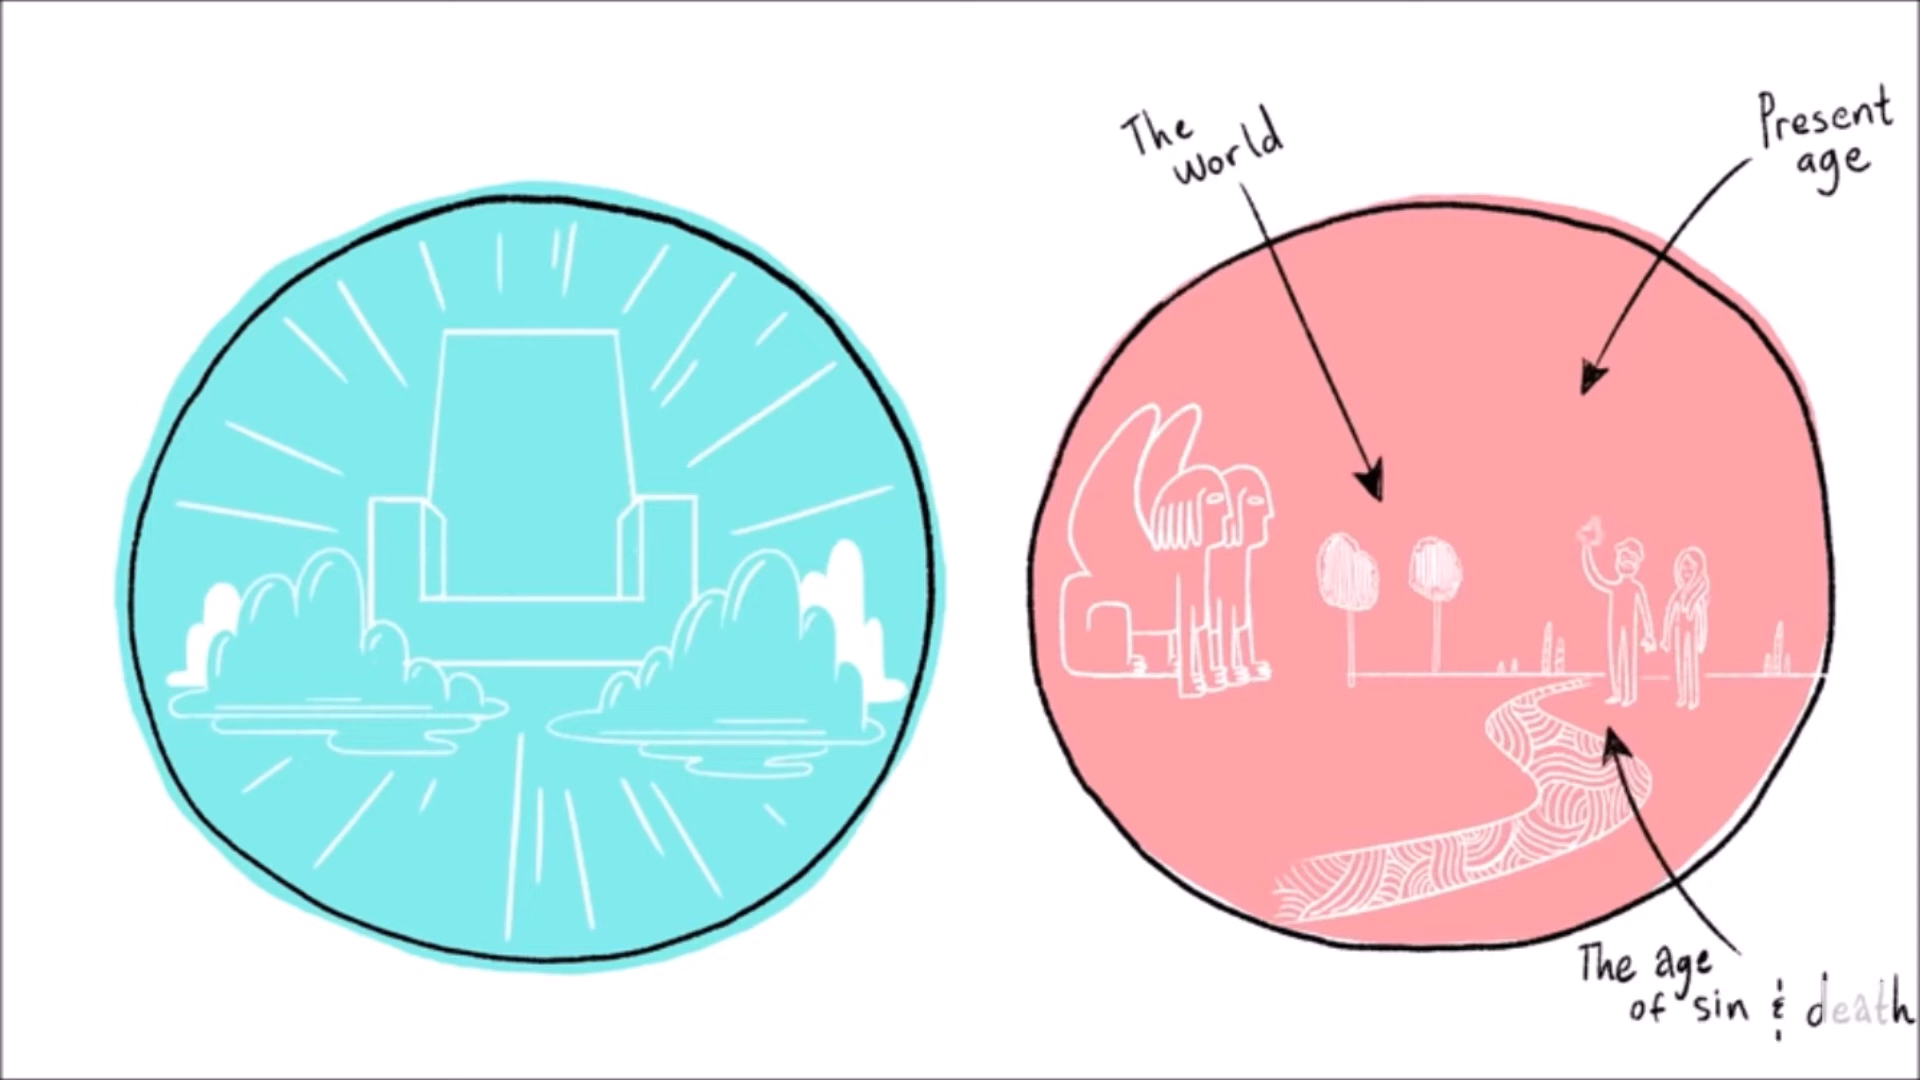 The
world
Present
age
The age
of sin & death